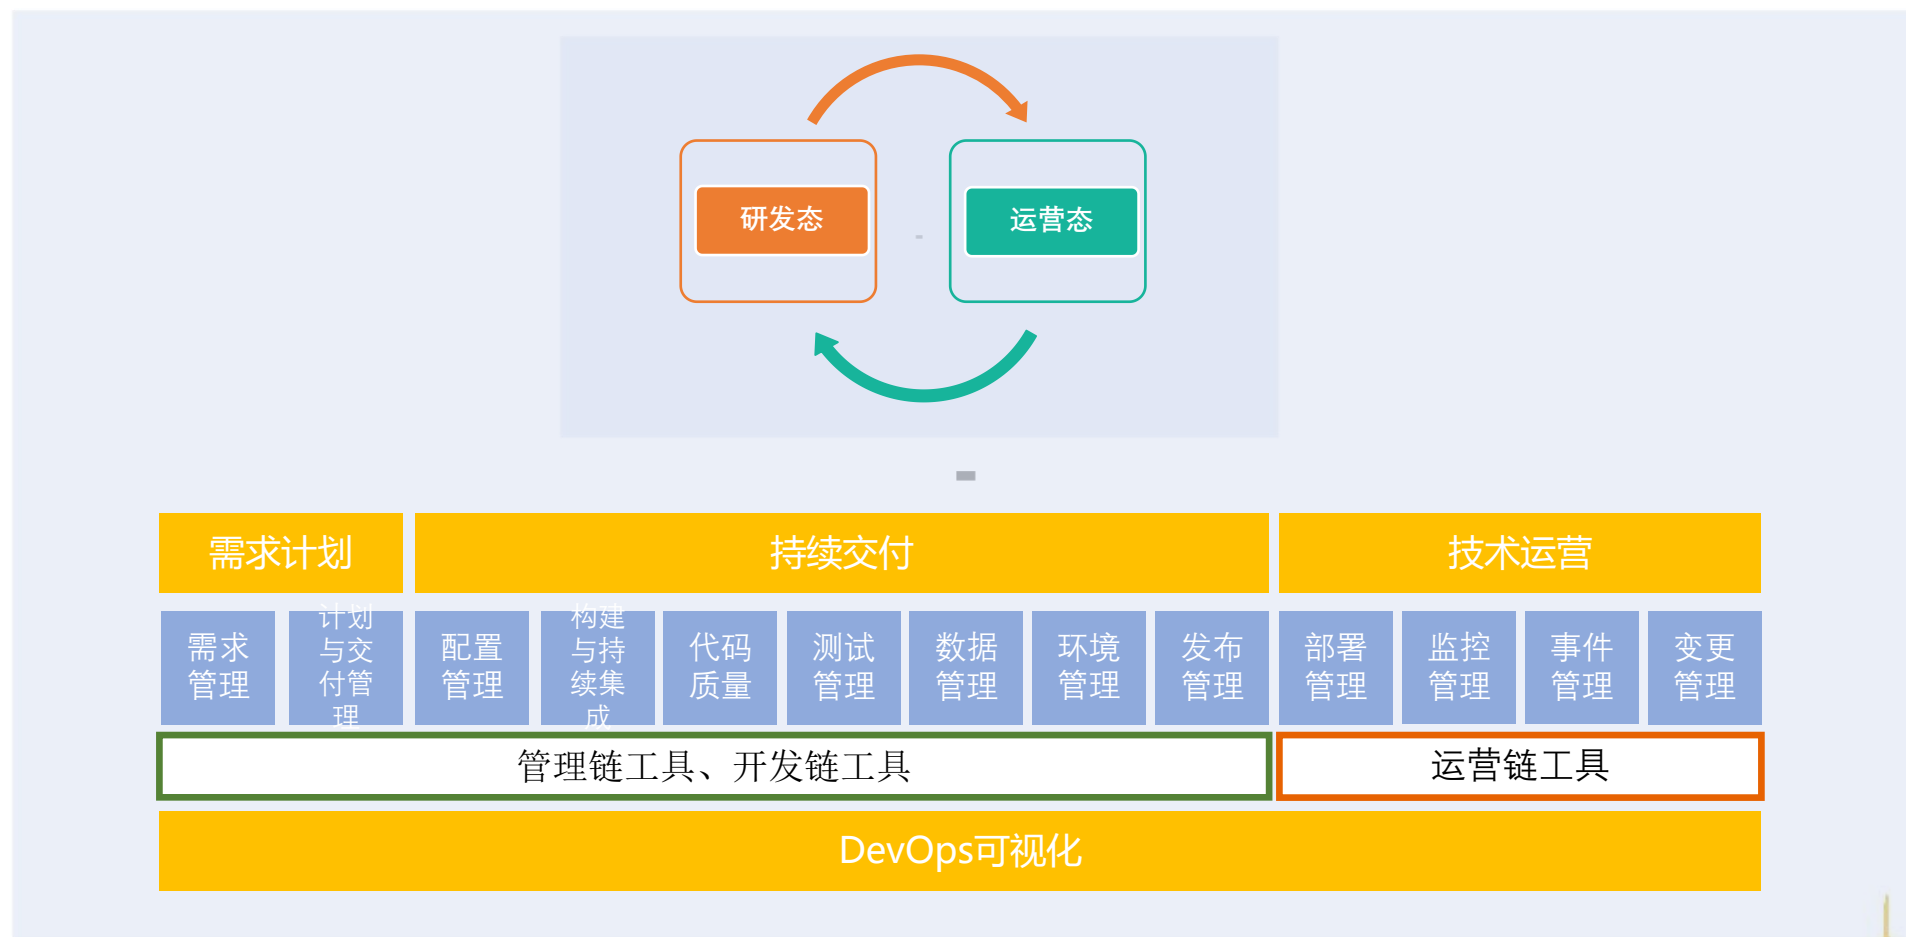 研发态
运营态
需求计划
持续交付
技术运营
需求
管理
计划
与交
付管
理
配置
管理
构建
与持
续集
成
代码
质量
测试
管理
数据
管理
环境
管理
发布
管理
部署
管理
监控
管理
事件
管理
变更
管理
管理链工具、开发链工具
运营链工具
DevOps可视化